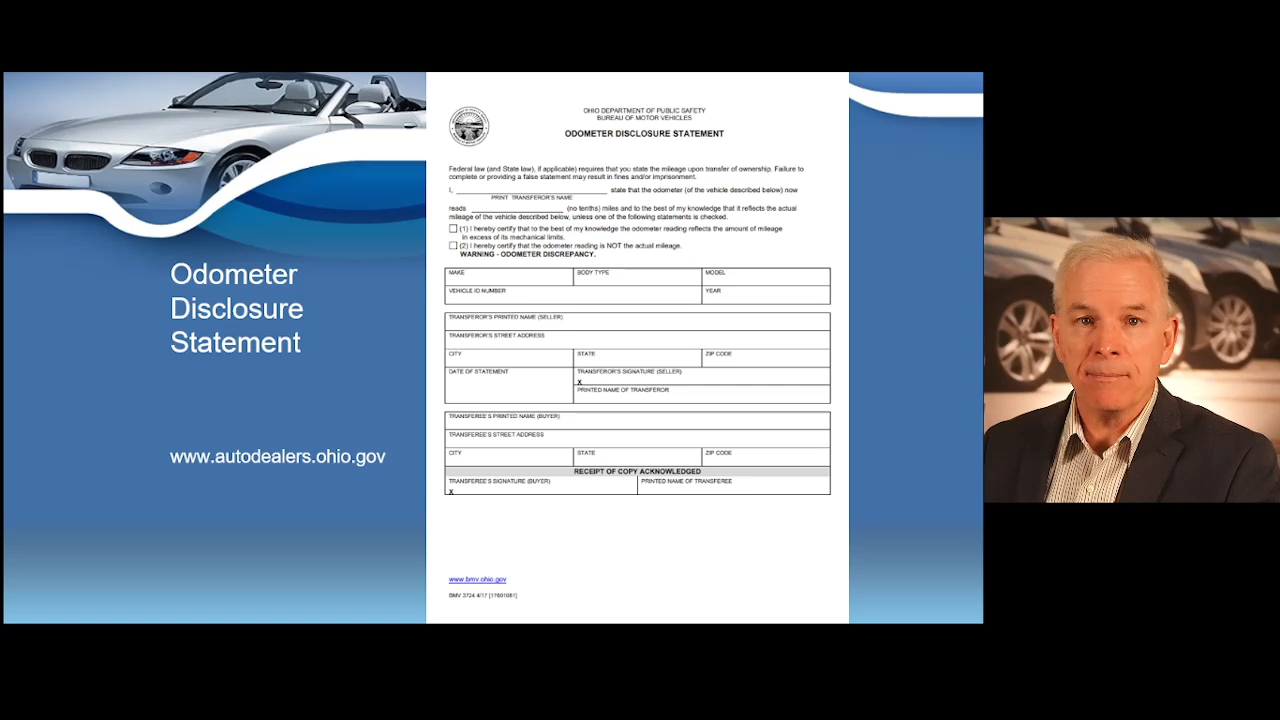 Odometer
Disclosure
Statement
www.autodealers.ohio.gov
OHIO DEPARTMENT OF PUBLIC SAFETY
BUREAU OF MOTOR VEHICLES
ODOMETER DISCLOSURE STATEMENT
Federal law (and State law, if applicable) requires that you state the mileage upon transfer of ownership. Failure to
complete or providing a false statement may result in fines and/or imprisonment.
I, ______ state that the odometer (of the vehicle described below) now
PRINT TRANSFEROR'S NAME
reads ______ (no tenths) miles and to the best of my knowledge that it reflects the actual
mileage of the vehicle described below, unless one of the following statements is checked.
(1) I hereby certify that to the best of my knowledge the odometer reading reflects the amount of mileage
in excess of its mechanical limits.
(2) I hereby certify that the odometer reading is NOT the actual mileage.
WARNING - ODOMETER DISCREPANCY.
MAKE BODY TYPE MODEL
VEHICLE ID NUMBER YEAR
TRANSFEROR'S PRINTED NAME (SELLER)
TRANSFEROR'S STREET ADDRESS
CITY STATE ZIP CODE
DATE OF STATEMENT TRANSFEROR'S SIGNATURE (SELLER)
X
PRINTED NAME OF TRANSFEROR
TRANSFEREE'S PRINTED NAME (BUYER)
TRANSFEREE'S STREET ADDRESS
CITY STATE ZIP CODE
RECEIPT OF COPY ACKNOWLEDGED
TRANSFEREE'S SIGNATURE (BUYER) PRINTED NAME OF TRANSFEREE
X
www.bmv.ohio.gov
BMV 3724 4/17 [17601081]